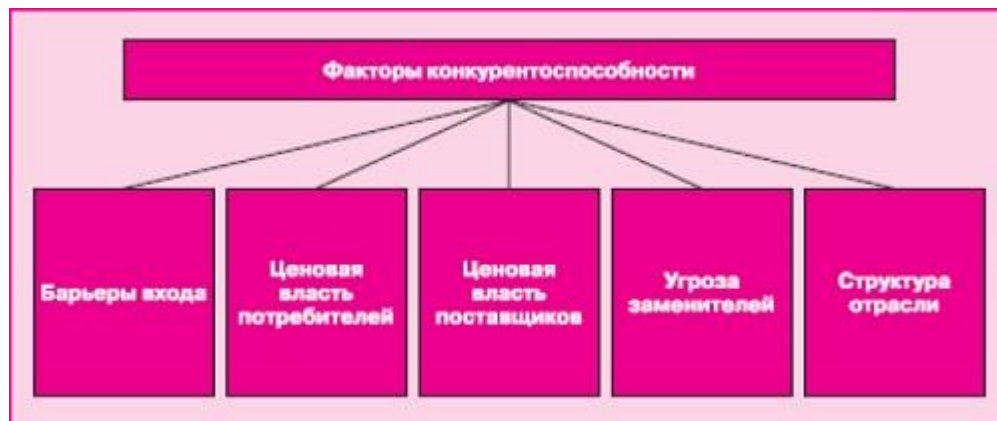 Факторы конкурентоспособности
Барьеры входа
Ценовая
власть
потребителей
Ценовая
власть
поставщиков
Угроза
заменителей
Структура
отрасли